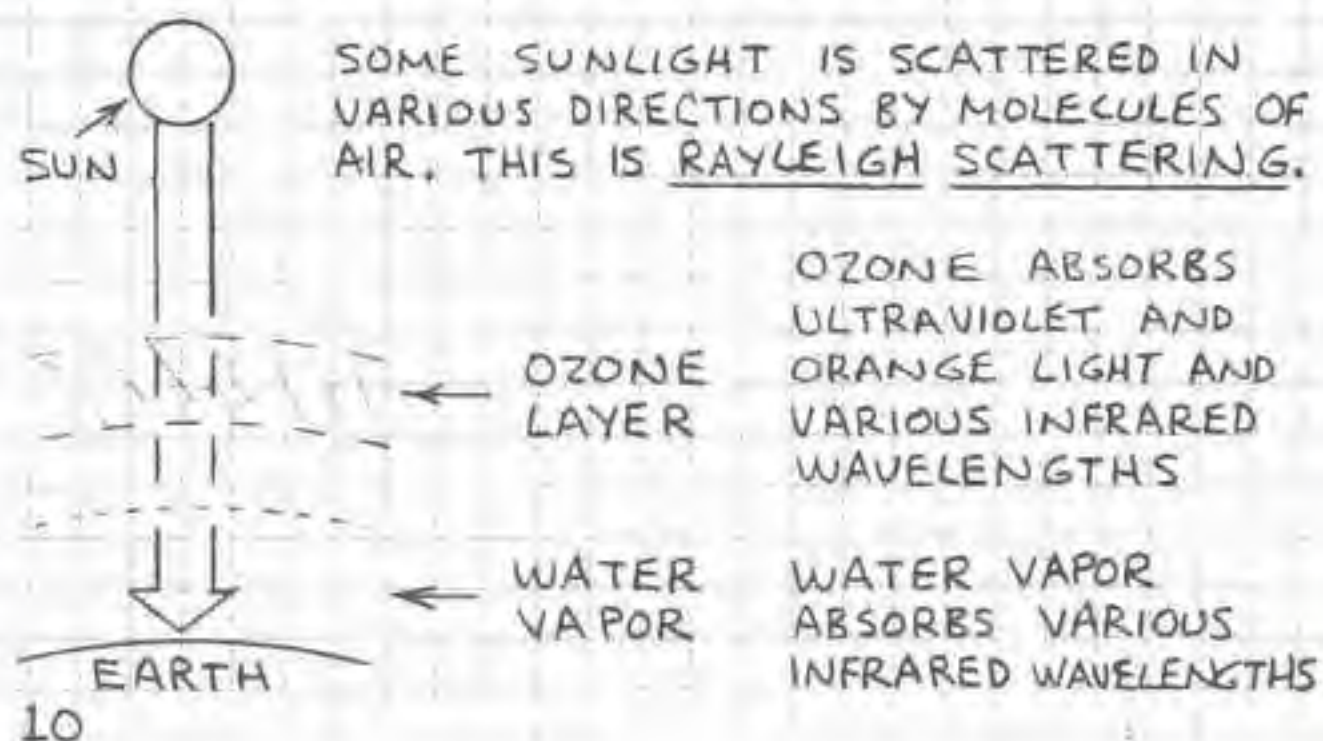 SOME SUNLIGHT IS SCATTERED IN
VARIOUS DIRECTIONS BY MOLECULES OF
AIR. THIS IS RAYLEIGH SCATTERING.
SUN
OZONE
LAYER
OZONE ABSORBS
ULTRAVIOLET AND
ORANGE LIGHT AND
VARIOUS INFRARED
WAVELENGTHS
WATER
VAPOR
WATER VAPOR
ABSORBS VARIOUS
INFRARED WAVELENGTHS
EARTH
10